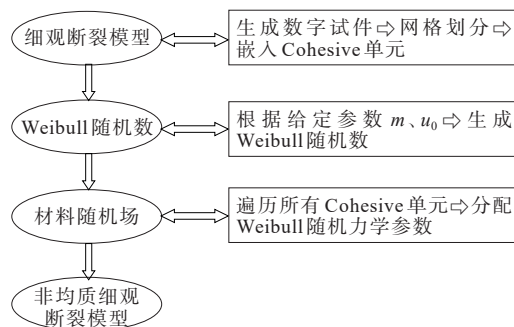 细观断裂模型
生成数字试件⇨网格划分⇨
嵌入Cohesive单元
Weibull随机数
根据给定参数 m、u₀⇨生成
Weibull随机数
材料随机场
遍历所有Cohesive单元⇨分配
Weibull随机力学参数
非均质细观
断裂模型